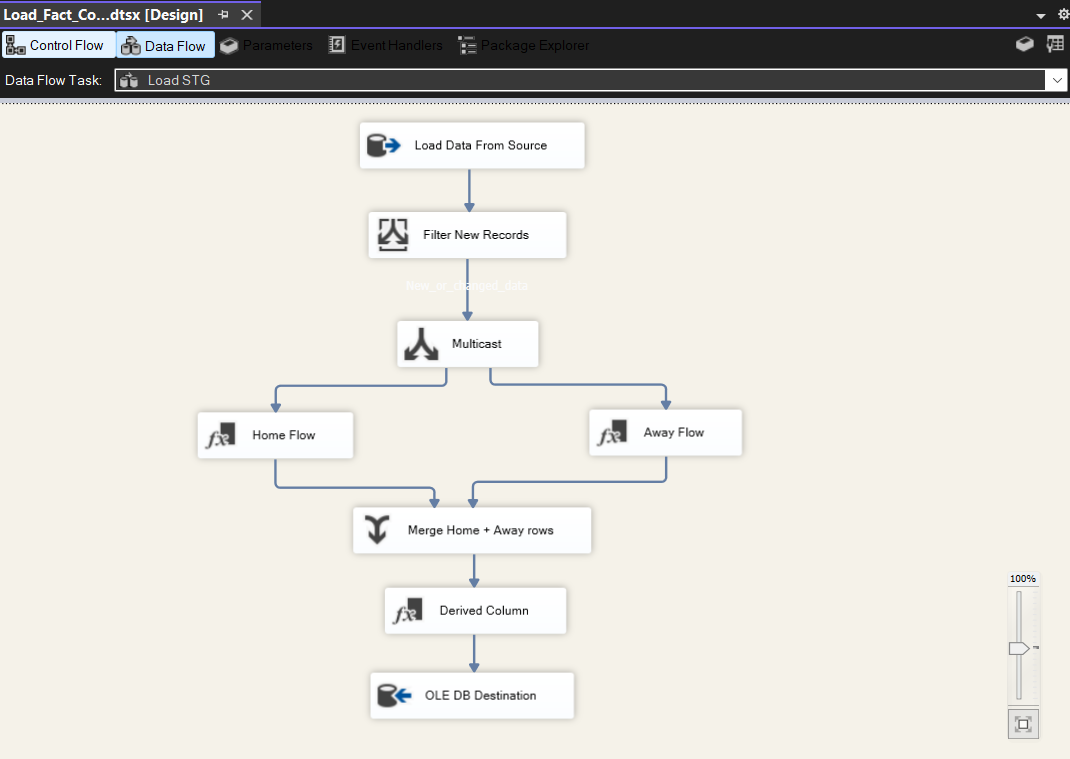 Load_Fact_Co...dtsx [Design]
Control Flow
Data Flow
Parameters
Event Handlers
Package Explorer
Data Flow Task:
Load STG
Load Data From Source
Filter New Records
New_or_changed_data
Multicast
Home Flow
Away Flow
Merge Home + Away rows
Derived Column
OLE DB Destination
100%